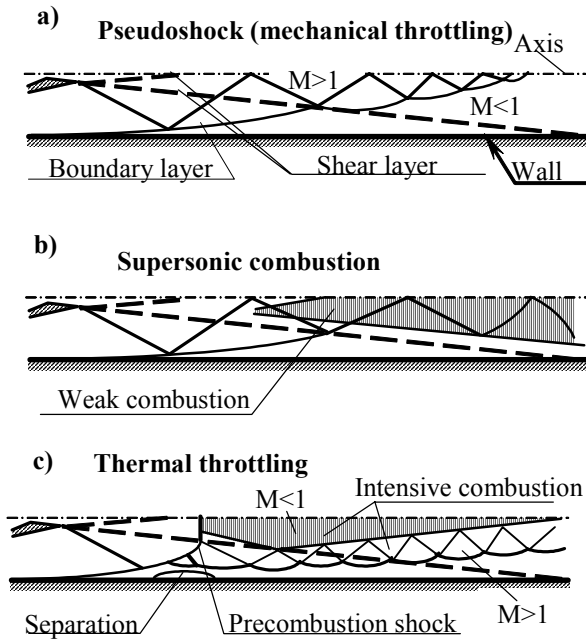 a)
Pseudoshock (mechanical throttling)
Axis
M>1
M<1
Boundary layer
Shear layer
Wall
b)
Supersonic combustion
Weak combustion
c)
Thermal throttling
M<1
Intensive combustion
Separation
Precombustion shock
M>1